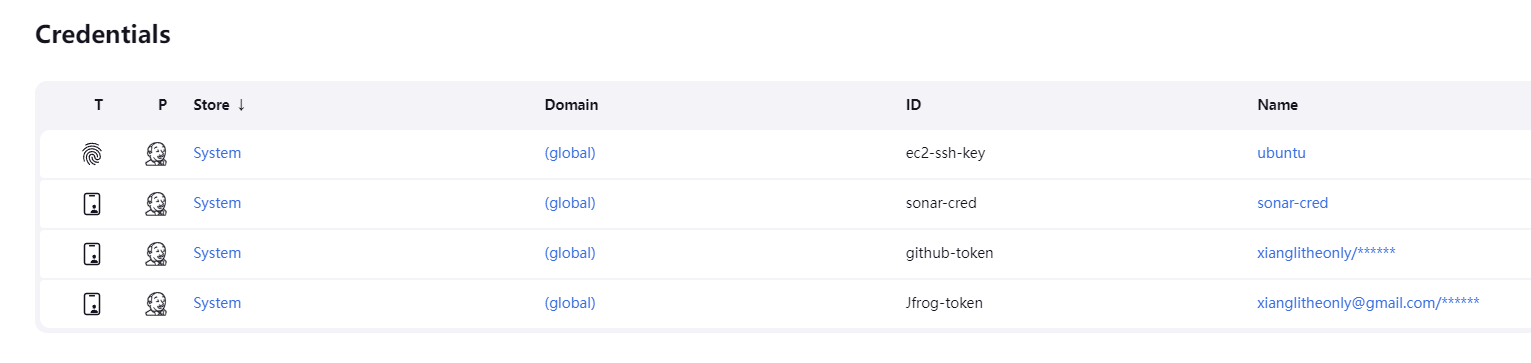 Credentials
T P Store ↓ Domain ID Name
System (global) ec2-ssh-key ubuntu
System (global) sonar-cred sonar-cred
System (global) github-token xianglitheonly/******
System (global) Jfrog-token xianglitheonly@gmail.com/******